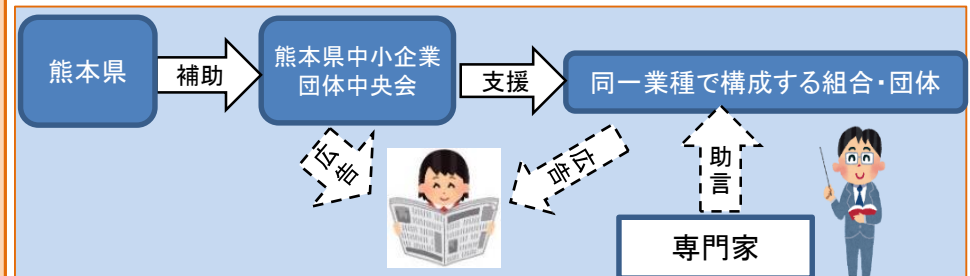 熊本県
補助
熊本県中小企業
団体中央会
支援
同一業種で構成する組合・団体
広告
広告
助言
専門家